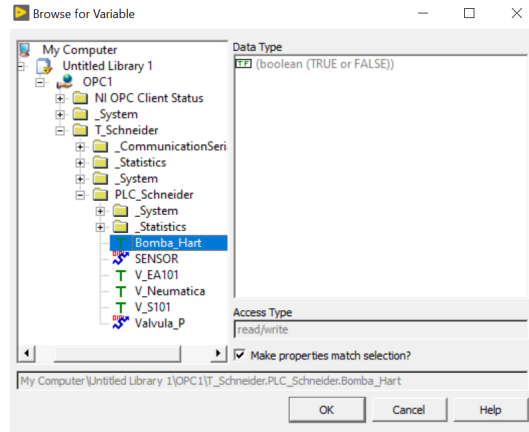 Browse for Variable
My Computer
Untitled Library 1
OPC1
NI OPC Client Status
_System
T_Schneider
_CommunicationSeri
_Statistics
_System
PLC_Schneider
_System
_Statistics
T Bomba_Hart
SENSOR
T V_EA101
T V_Neumatica
T V_S101
Valvula_P
Data Type
TF (boolean (TRUE or FALSE))
Access Type
read/write
Make properties match selection?
My Computer\Untitled Library 1\OPC1\T_Schneider.PLC_Schneider.Bomba_Hart
OK
Cancel
Help